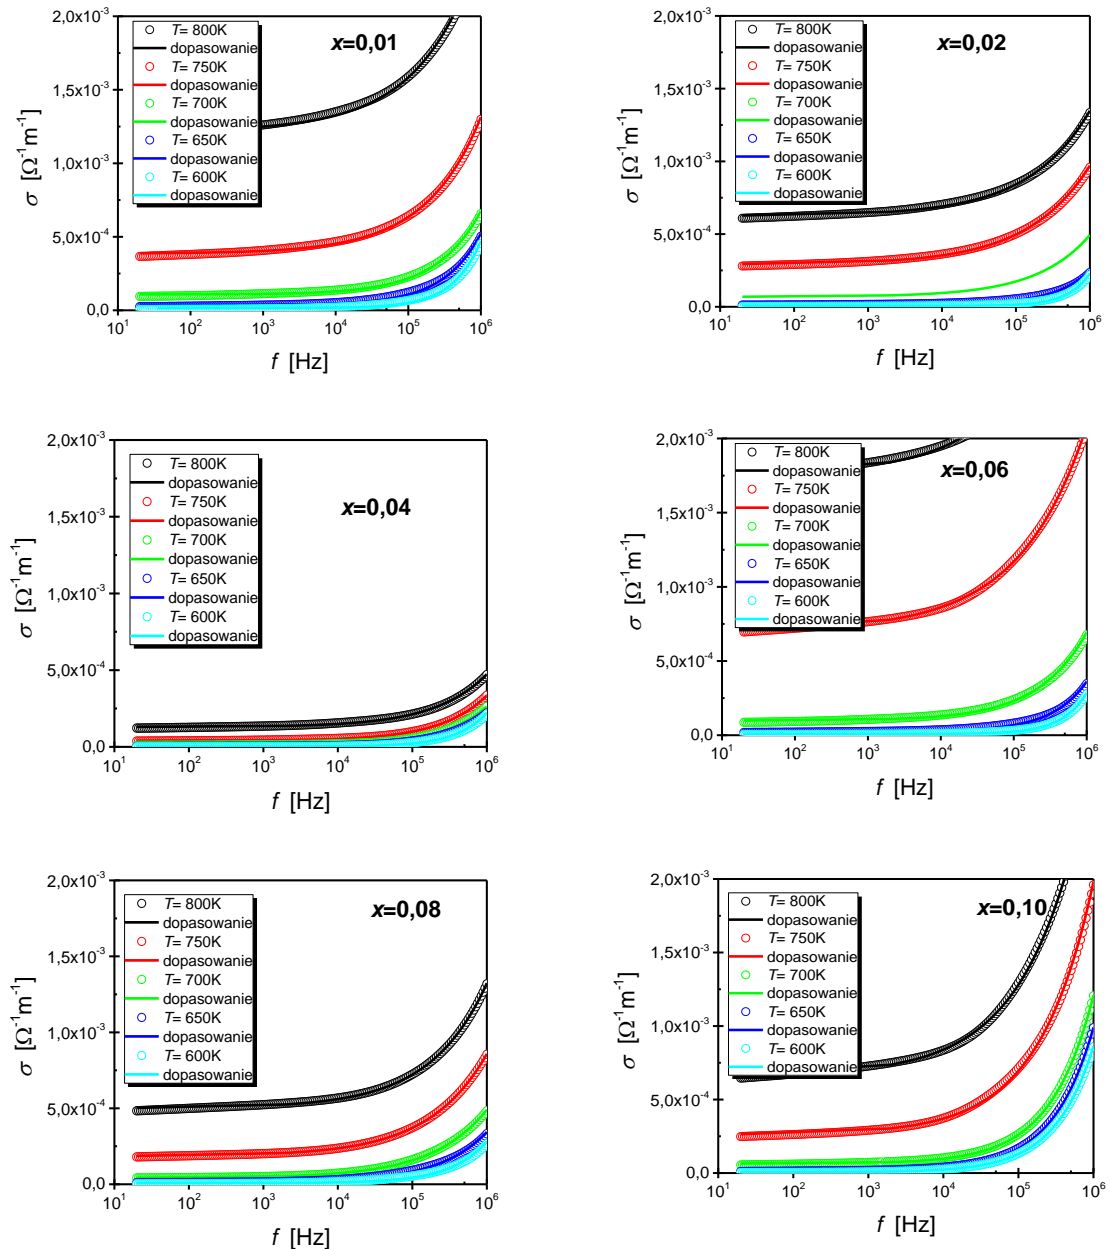 2,0x10-3
1,5x10-3
1,0x10-3
5,0x10-4
0,0
σ [Ω-1m-1]
T= 800K
dopasowanie
T= 750K
dopasowanie
T= 700K
dopasowanie
T= 650K
dopasowanie
T= 600K
dopasowanie
x=0,01
101
102
103
104
105
106
f [Hz]
2,0x10-3
1,5x10-3
1,0x10-3
5,0x10-4
0,0
σ [Ω-1m-1]
T= 800K
dopasowanie
T= 750K
dopasowanie
T= 700K
dopasowanie
T= 650K
dopasowanie
T= 600K
dopasowanie
x=0,02
101
102
103
104
105
106
f [Hz]
2,0x10-3
1,5x10-3
1,0x10-3
5,0x10-4
0,0
σ [Ω-1m-1]
T= 800K
dopasowanie
T= 750K
dopasowanie
T= 700K
dopasowanie
T= 650K
dopasowanie
T= 600K
dopasowanie
x=0,04
101
102
103
104
105
106
f [Hz]
2,0x10-3
1,5x10-3
1,0x10-3
5,0x10-4
0,0
σ [Ω-1m-1]
T= 800K
dopasowanie
T= 750K
dopasowanie
T= 700K
dopasowanie
T= 650K
dopasowanie
T= 600K
dopasowanie
x=0,06
101
102
103
104
105
106
f [Hz]
2,0x10-3
1,5x10-3
1,0x10-3
5,0x10-4
0,0
σ [Ω-1m-1]
T= 800K
dopasowanie
T= 750K
dopasowanie
T= 700K
dopasowanie
T= 650K
dopasowanie
T= 600K
dopasowanie
x=0,08
101
102
103
104
105
106
f [Hz]
2,0x10-3
1,5x10-3
1,0x10-3
5,0x10-4
0,0
σ [Ω-1m-1]
T= 800K
dopasowanie
T= 750K
dopasowanie
T= 700K
dopasowanie
T= 650K
dopasowanie
T= 600K
dopasowanie
x=0,10
101
102
103
104
105
106
f [Hz]